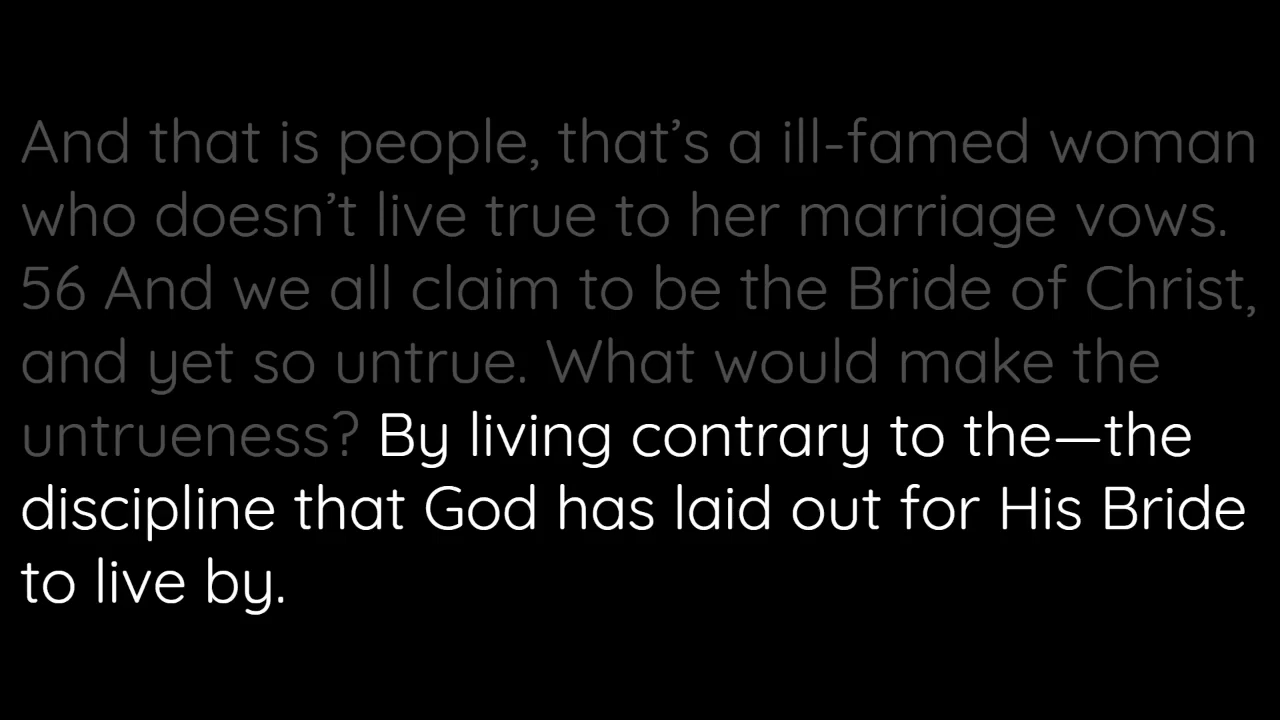 And that is people, that’s a ill-famed woman
who doesn’t live true to her marriage vows.
56 And we all claim to be the Bride of Christ,
and yet so untrue. What would make the
untrueness? By living contrary to the—the
discipline that God has laid out for His Bride
to live by.